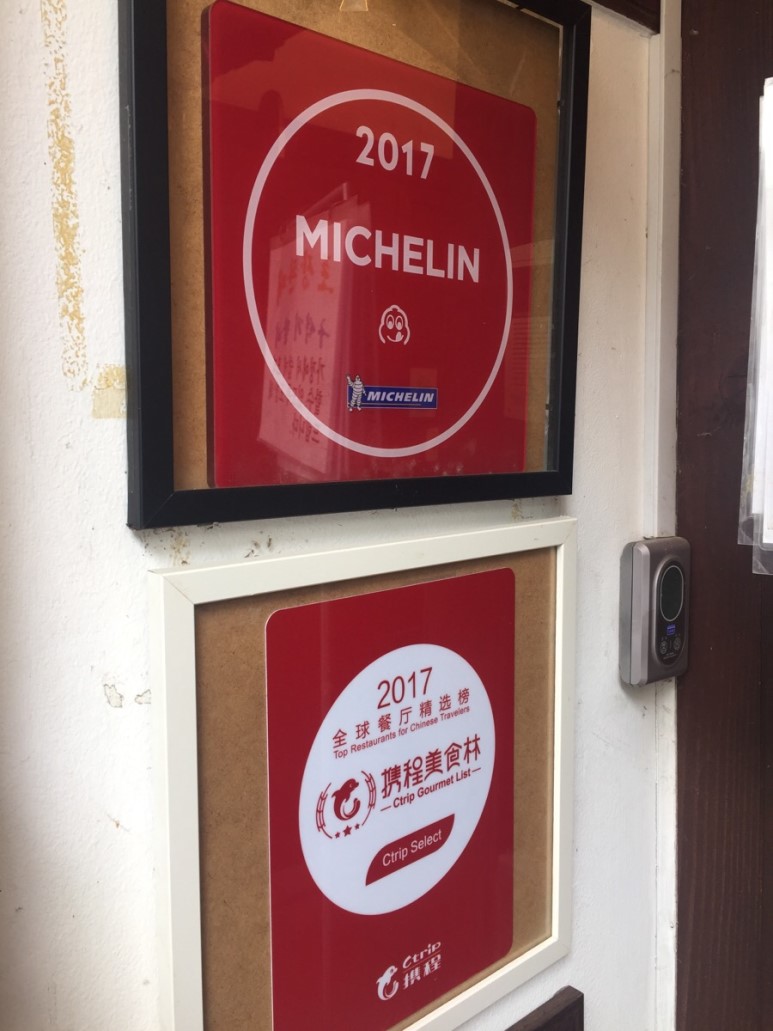 2017
MICHELIN
MICHELIN
2017
全球餐厅精选榜
Top Restaurants for Chinese Travelers
携程美食林
Ctrip Gourmet List
Ctrip Select
Ctrip
携程